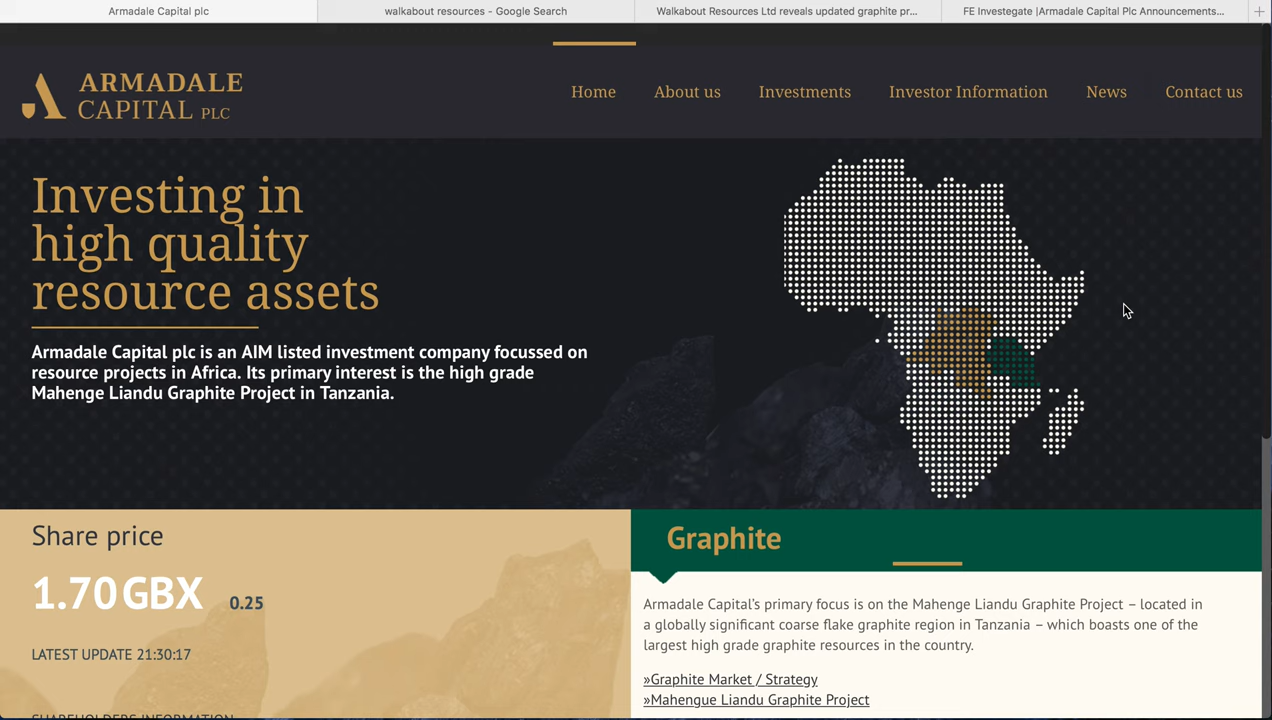 Armadale Capital plc
walkabout resources - Google Search
Walkabout Resources Ltd reveals updated graphite pr...
FE Investegate |Armadale Capital Plc Announcements...
ARMADALE
CAPITAL PLC
Home
About us
Investments
Investor Information
News
Contact us
Investing in
high quality
resource assets
Armadale Capital plc is an AIM listed investment company focussed on
resource projects in Africa. Its primary interest is the high grade
Mahenge Liandu Graphite Project in Tanzania.
Share price
1.70 GBX 0.25
LATEST UPDATE 21:30:17
SHAREHOLDERS INFORMATION
Graphite
Armadale Capital's primary focus is on the Mahenge Liandu Graphite Project – located in
a globally significant coarse flake graphite region in Tanzania – which boasts one of the
largest high grade graphite resources in the country.
»Graphite Market / Strategy
»Mahengue Liandu Graphite Project